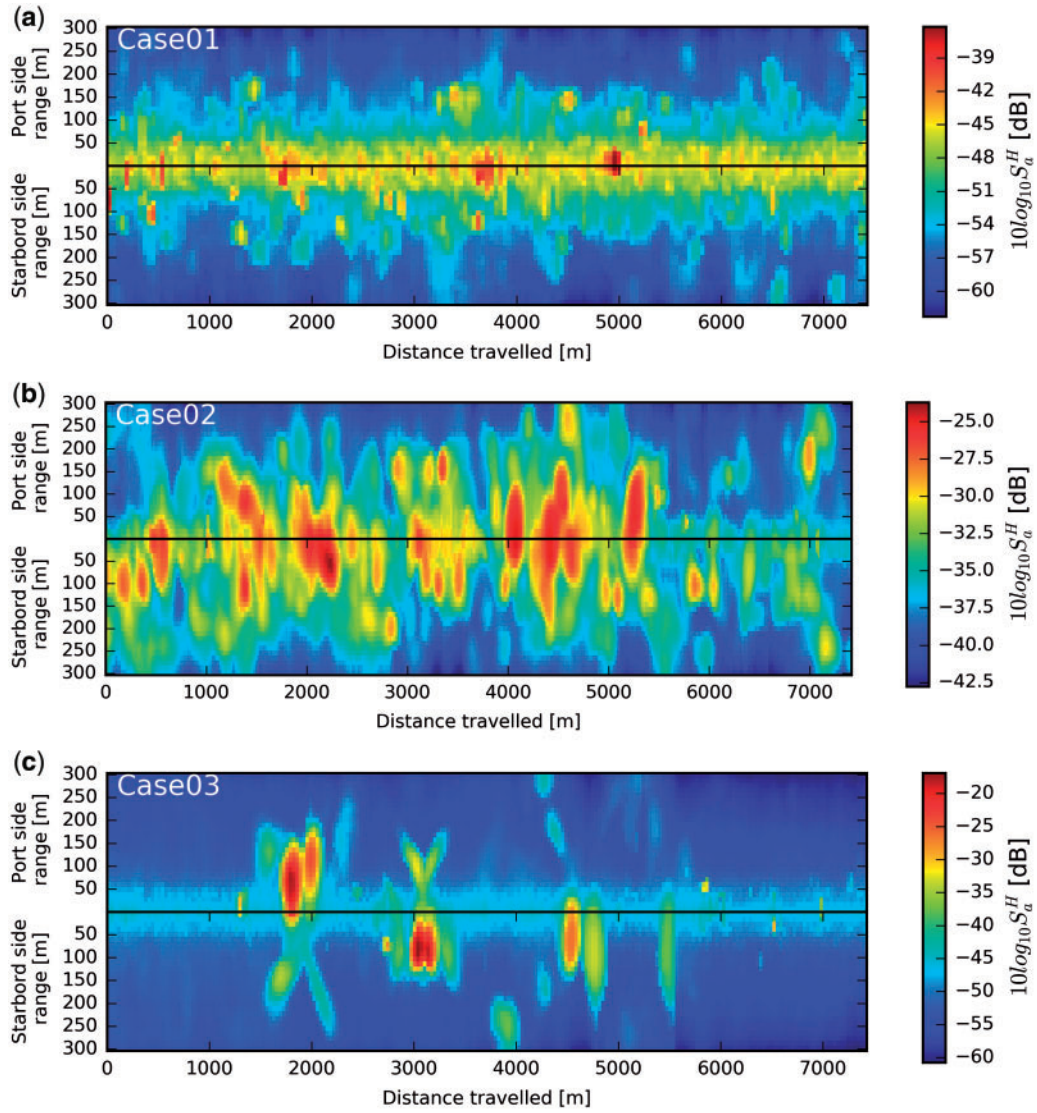 (a)
Case01
300
250
200
150
100
50
50
100
150
200
250
300
Port side
range [m]
Starbord side
range [m]
0 1000 2000 3000 4000 5000 6000 7000
Distance travelled [m]
−39
−42
−45
−48
−51
−54
−57
−60
10log₁₀Sₐᴴ [dB]
(b)
Case02
300
250
200
150
100
50
50
100
150
200
250
300
Port side
range [m]
Starbord side
range [m]
0 1000 2000 3000 4000 5000 6000 7000
Distance travelled [m]
−25.0
−27.5
−30.0
−32.5
−35.0
−37.5
−40.0
−42.5
10log₁₀Sₐᴴ [dB]
(c)
Case03
300
250
200
150
100
50
50
100
150
200
250
300
Port side
range [m]
Starbord side
range [m]
0 1000 2000 3000 4000 5000 6000 7000
Distance travelled [m]
−20
−25
−30
−35
−40
−45
−50
−55
−60
10log₁₀Sₐᴴ [dB]